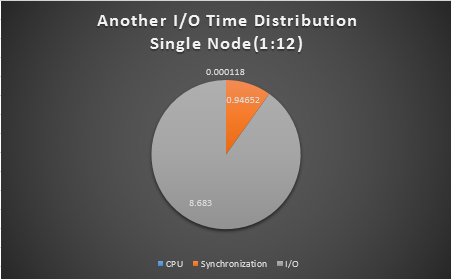 Another I/O Time Distribution
Single Node(1:12)
0.000118
0.94652
8.683
CPU Synchronization I/O